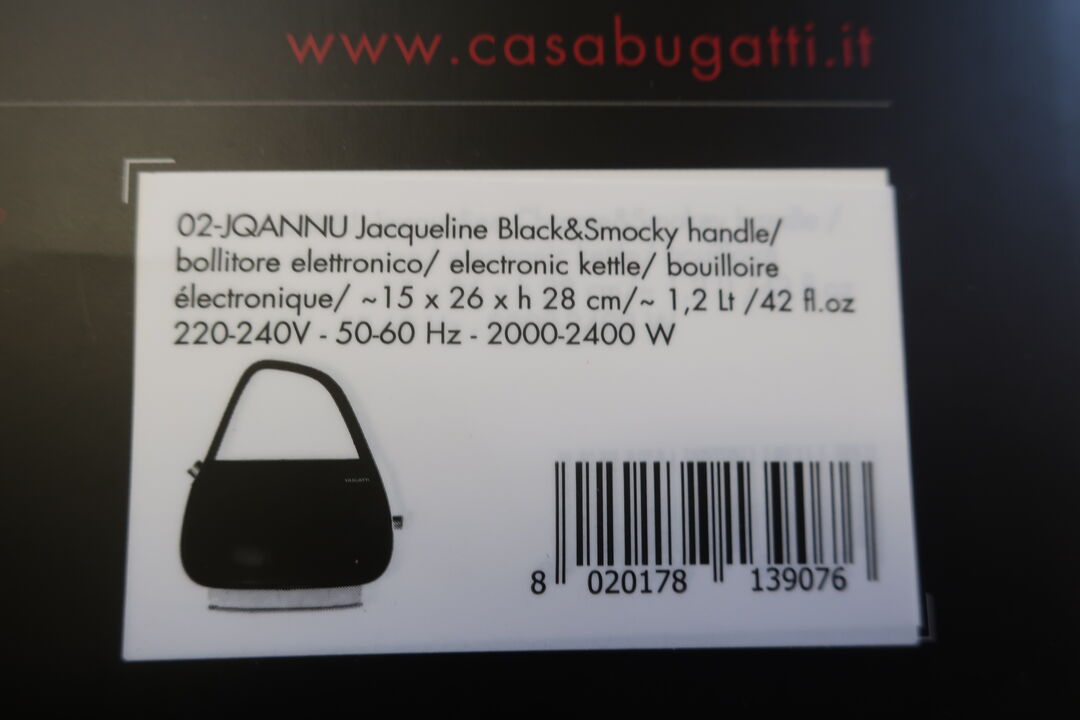 www.casabugatti.it
02-JQANNU Jacqueline Black&Smocky handle/
bollitore elettronico/ electronic kettle/ bouilloire
électronique/ ~15 x 26 x h 28 cm/~ 1,2 Lt /42 fl.oz
220-240V - 50-60 Hz - 2000-2400 W
BUGATTI
8 020178 139076